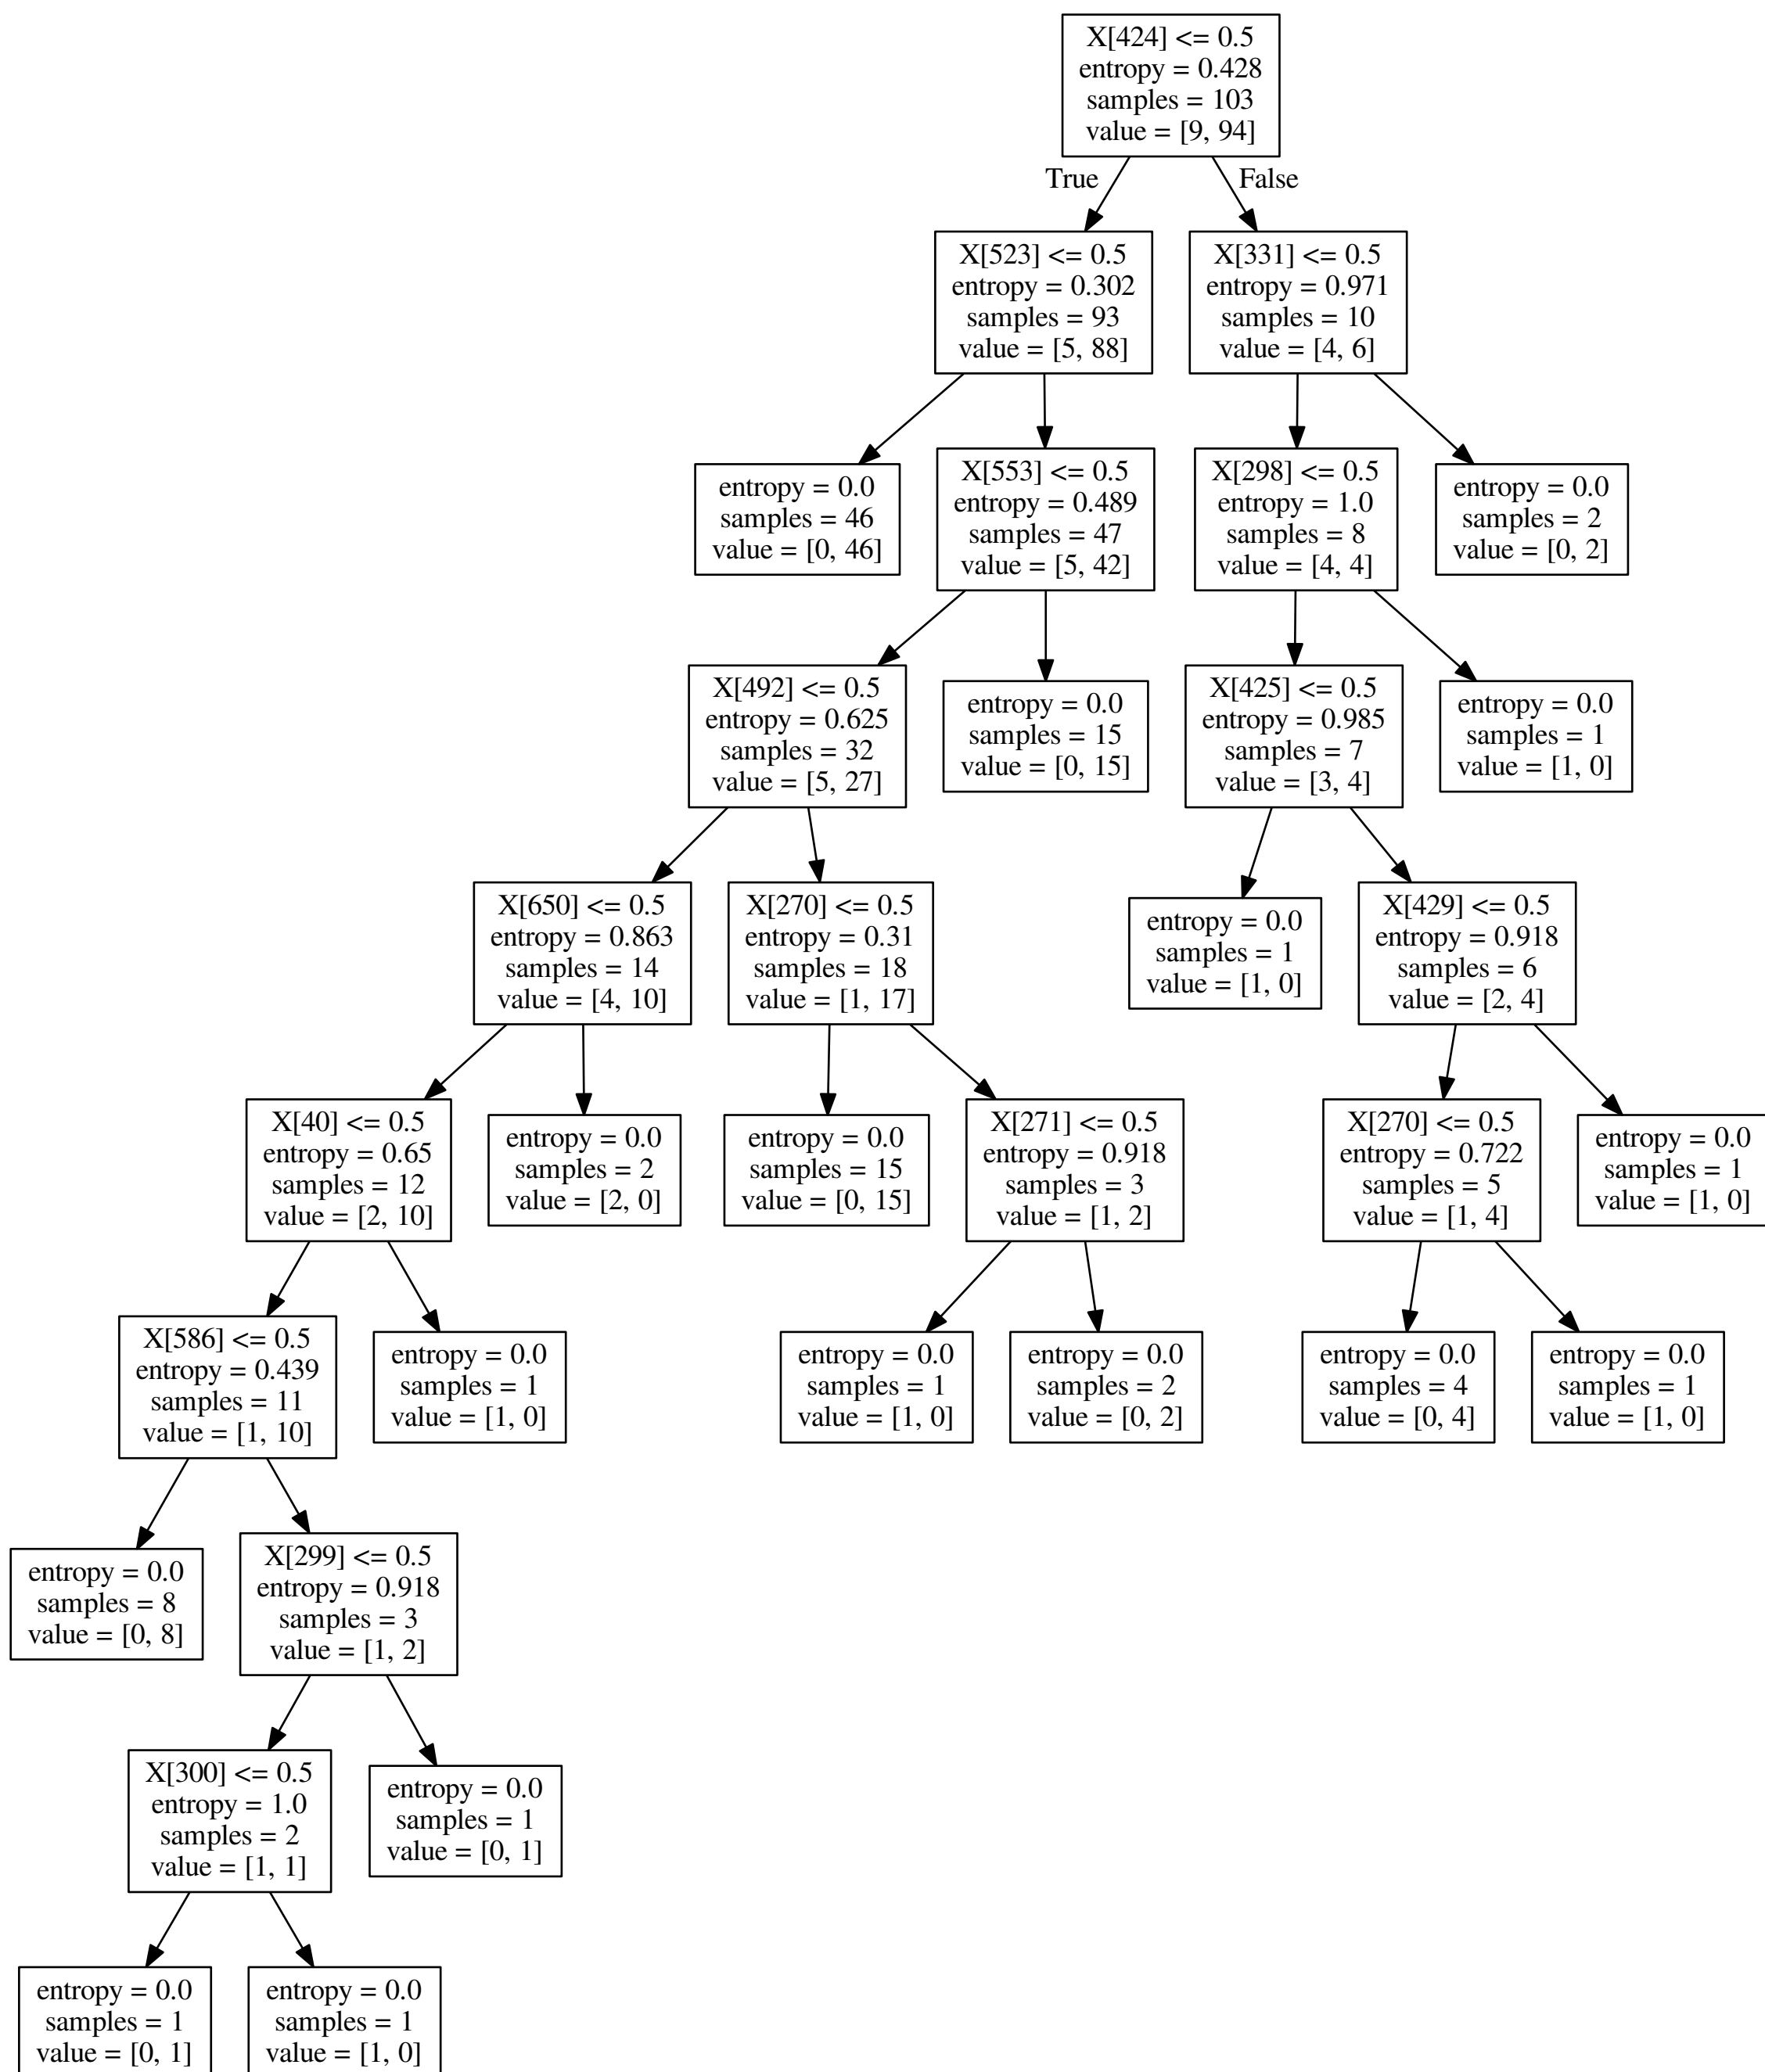 X[424] <= 0.5
entropy = 0.428
samples = 103
value = [9, 94]
True
False
X[523] <= 0.5
entropy = 0.302
samples = 93
value = [5, 88]
X[331] <= 0.5
entropy = 0.971
samples = 10
value = [4, 6]
entropy = 0.0
samples = 46
value = [0, 46]
X[553] <= 0.5
entropy = 0.489
samples = 47
value = [5, 42]
X[298] <= 0.5
entropy = 1.0
samples = 8
value = [4, 4]
entropy = 0.0
samples = 2
value = [0, 2]
X[492] <= 0.5
entropy = 0.625
samples = 32
value = [5, 27]
entropy = 0.0
samples = 15
value = [0, 15]
X[425] <= 0.5
entropy = 0.985
samples = 7
value = [3, 4]
entropy = 0.0
samples = 1
value = [1, 0]
X[650] <= 0.5
entropy = 0.863
samples = 14
value = [4, 10]
X[270] <= 0.5
entropy = 0.31
samples = 18
value = [1, 17]
entropy = 0.0
samples = 1
value = [1, 0]
X[429] <= 0.5
entropy = 0.918
samples = 6
value = [2, 4]
X[40] <= 0.5
entropy = 0.65
samples = 12
value = [2, 10]
entropy = 0.0
samples = 2
value = [2, 0]
entropy = 0.0
samples = 15
value = [0, 15]
X[271] <= 0.5
entropy = 0.918
samples = 3
value = [1, 2]
X[270] <= 0.5
entropy = 0.722
samples = 5
value = [1, 4]
entropy = 0.0
samples = 1
value = [1, 0]
X[586] <= 0.5
entropy = 0.439
samples = 11
value = [1, 10]
entropy = 0.0
samples = 1
value = [1, 0]
entropy = 0.0
samples = 1
value = [1, 0]
entropy = 0.0
samples = 2
value = [0, 2]
entropy = 0.0
samples = 4
value = [0, 4]
entropy = 0.0
samples = 1
value = [1, 0]
entropy = 0.0
samples = 8
value = [0, 8]
X[299] <= 0.5
entropy = 0.918
samples = 3
value = [1, 2]
X[300] <= 0.5
entropy = 1.0
samples = 2
value = [1, 1]
entropy = 0.0
samples = 1
value = [0, 1]
entropy = 0.0
samples = 1
value = [0, 1]
entropy = 0.0
samples = 1
value = [1, 0]